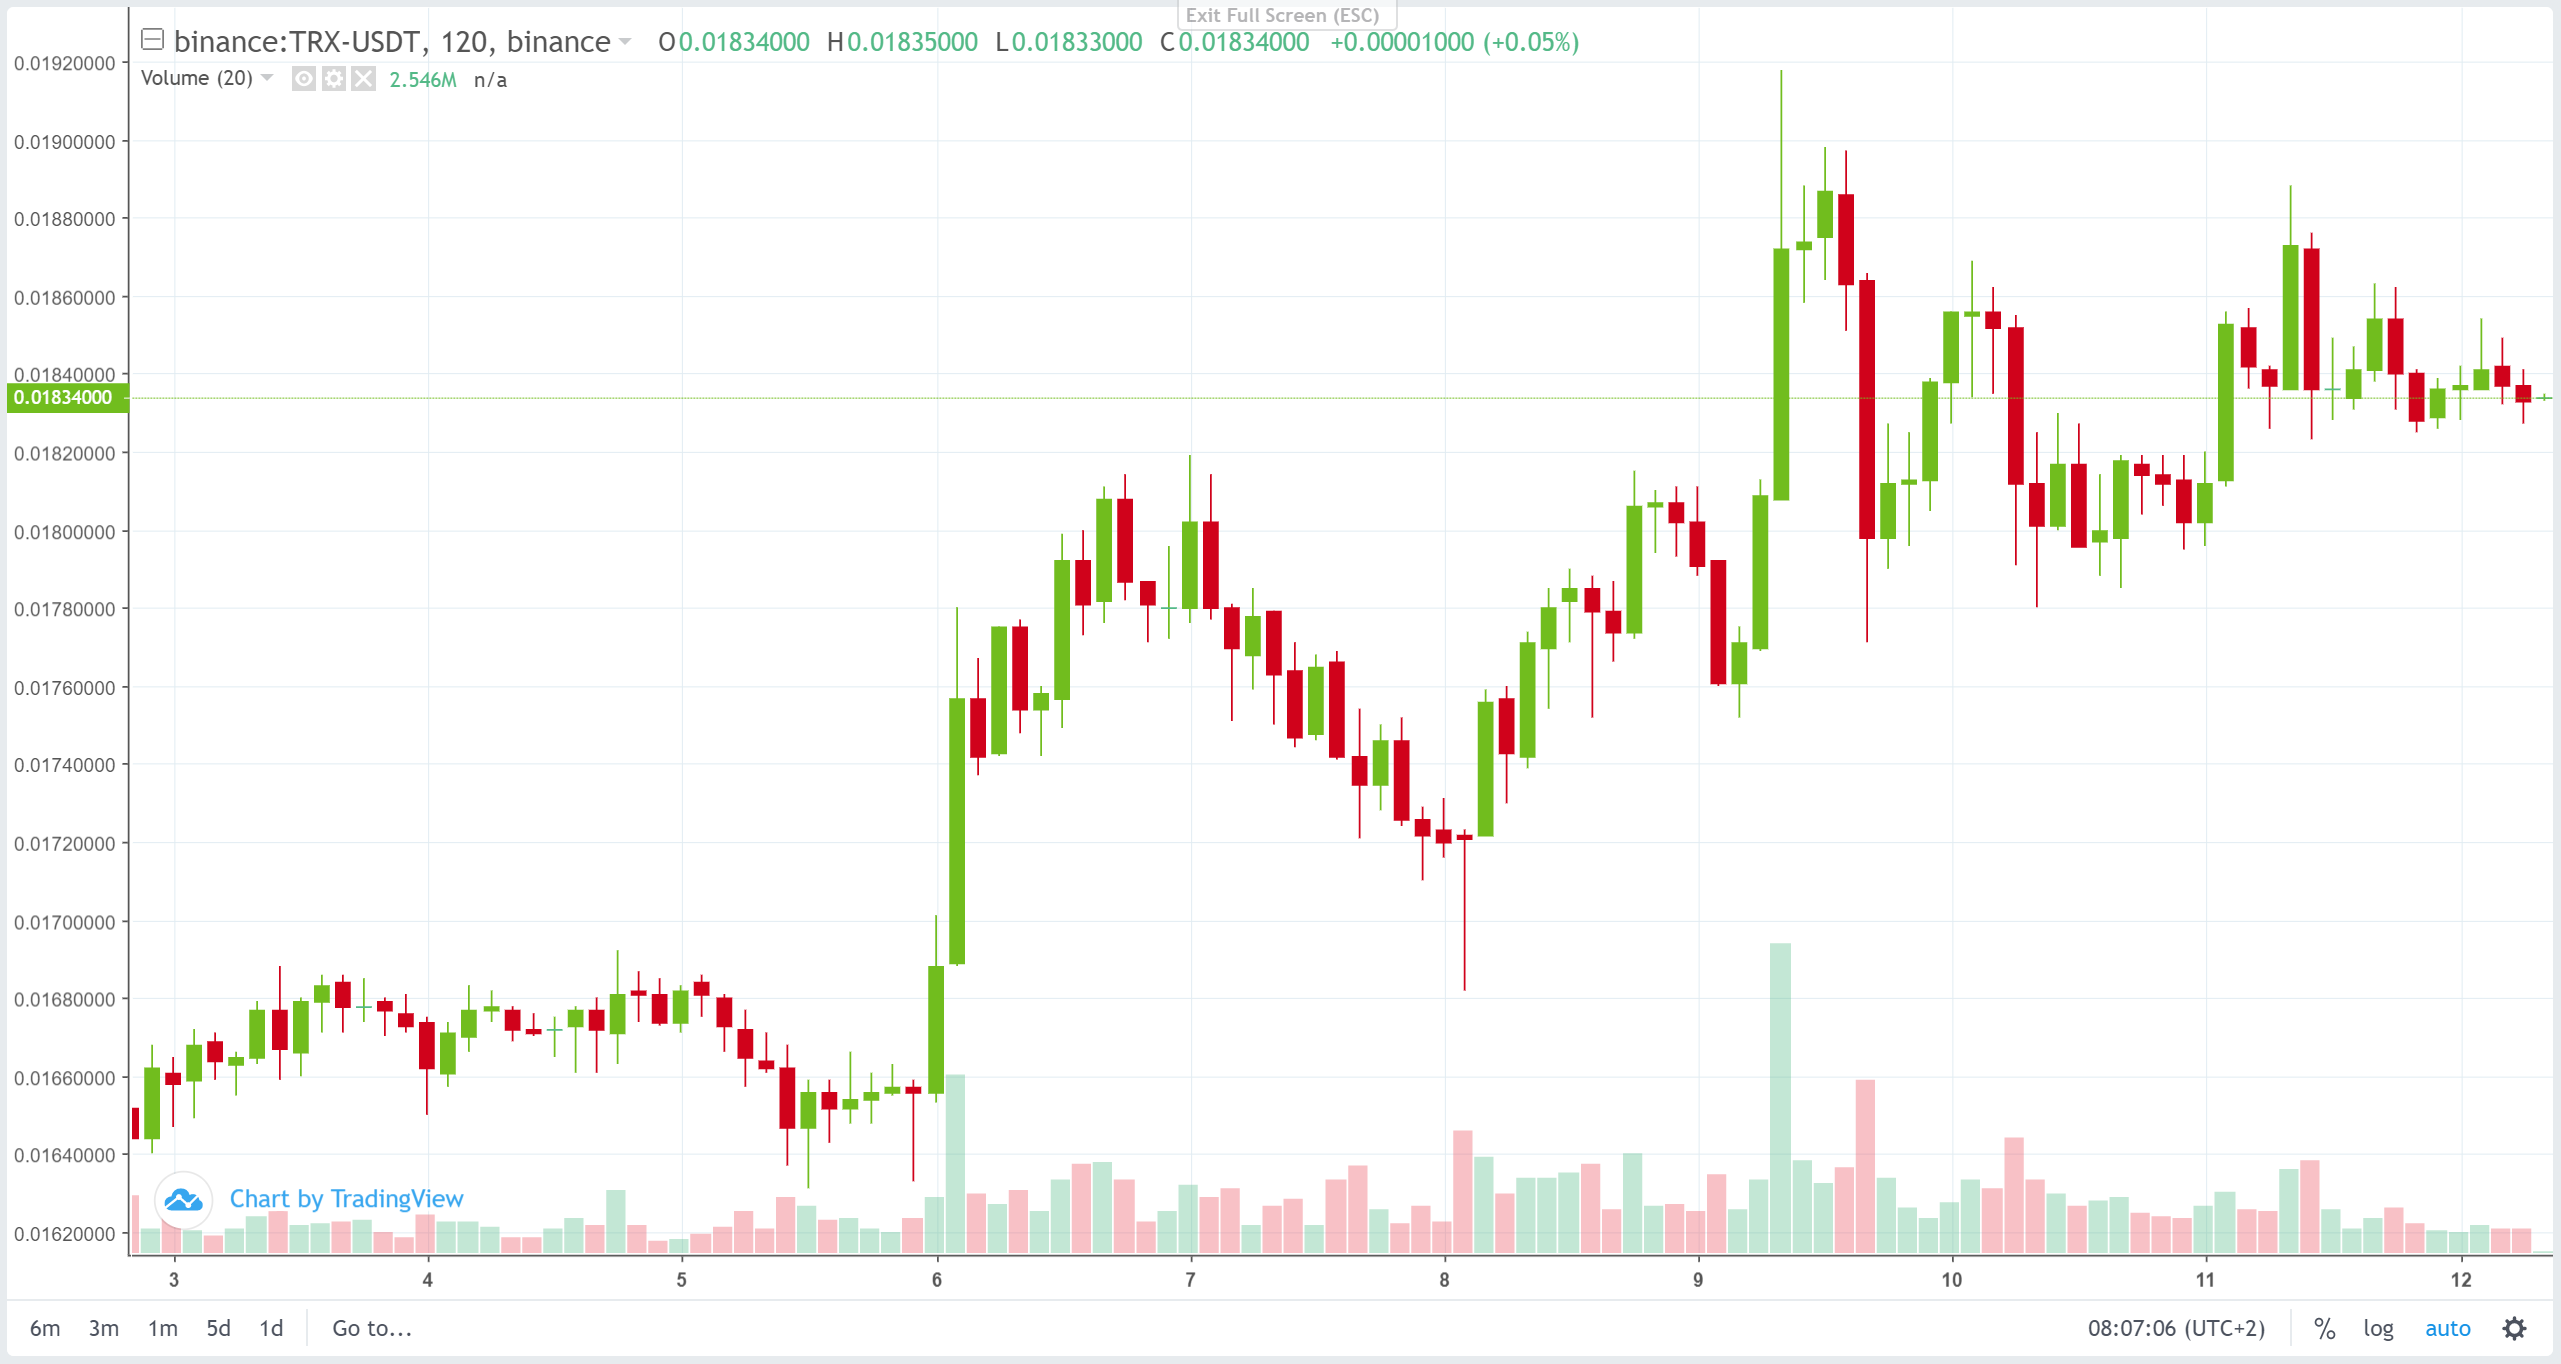 Exit Full Screen (ESC)
binance:TRX-USDT, 120, binance O0.01834000 H0.01835000 L0.01833000 C0.01834000 +0.00001000 (+0.05%)
Volume (20) 2.546M n/a
0.01920000
0.01900000
0.01880000
0.01860000
0.01840000
0.01834000
0.01820000
0.01800000
0.01780000
0.01760000
0.01740000
0.01720000
0.01700000
0.01680000
0.01660000
0.01640000
0.01620000
Chart by TradingView
3 4 5 6 7 8 9 10 11 12
6m 3m 1m 5d 1d Go to... 08:07:06 (UTC+2) % log auto